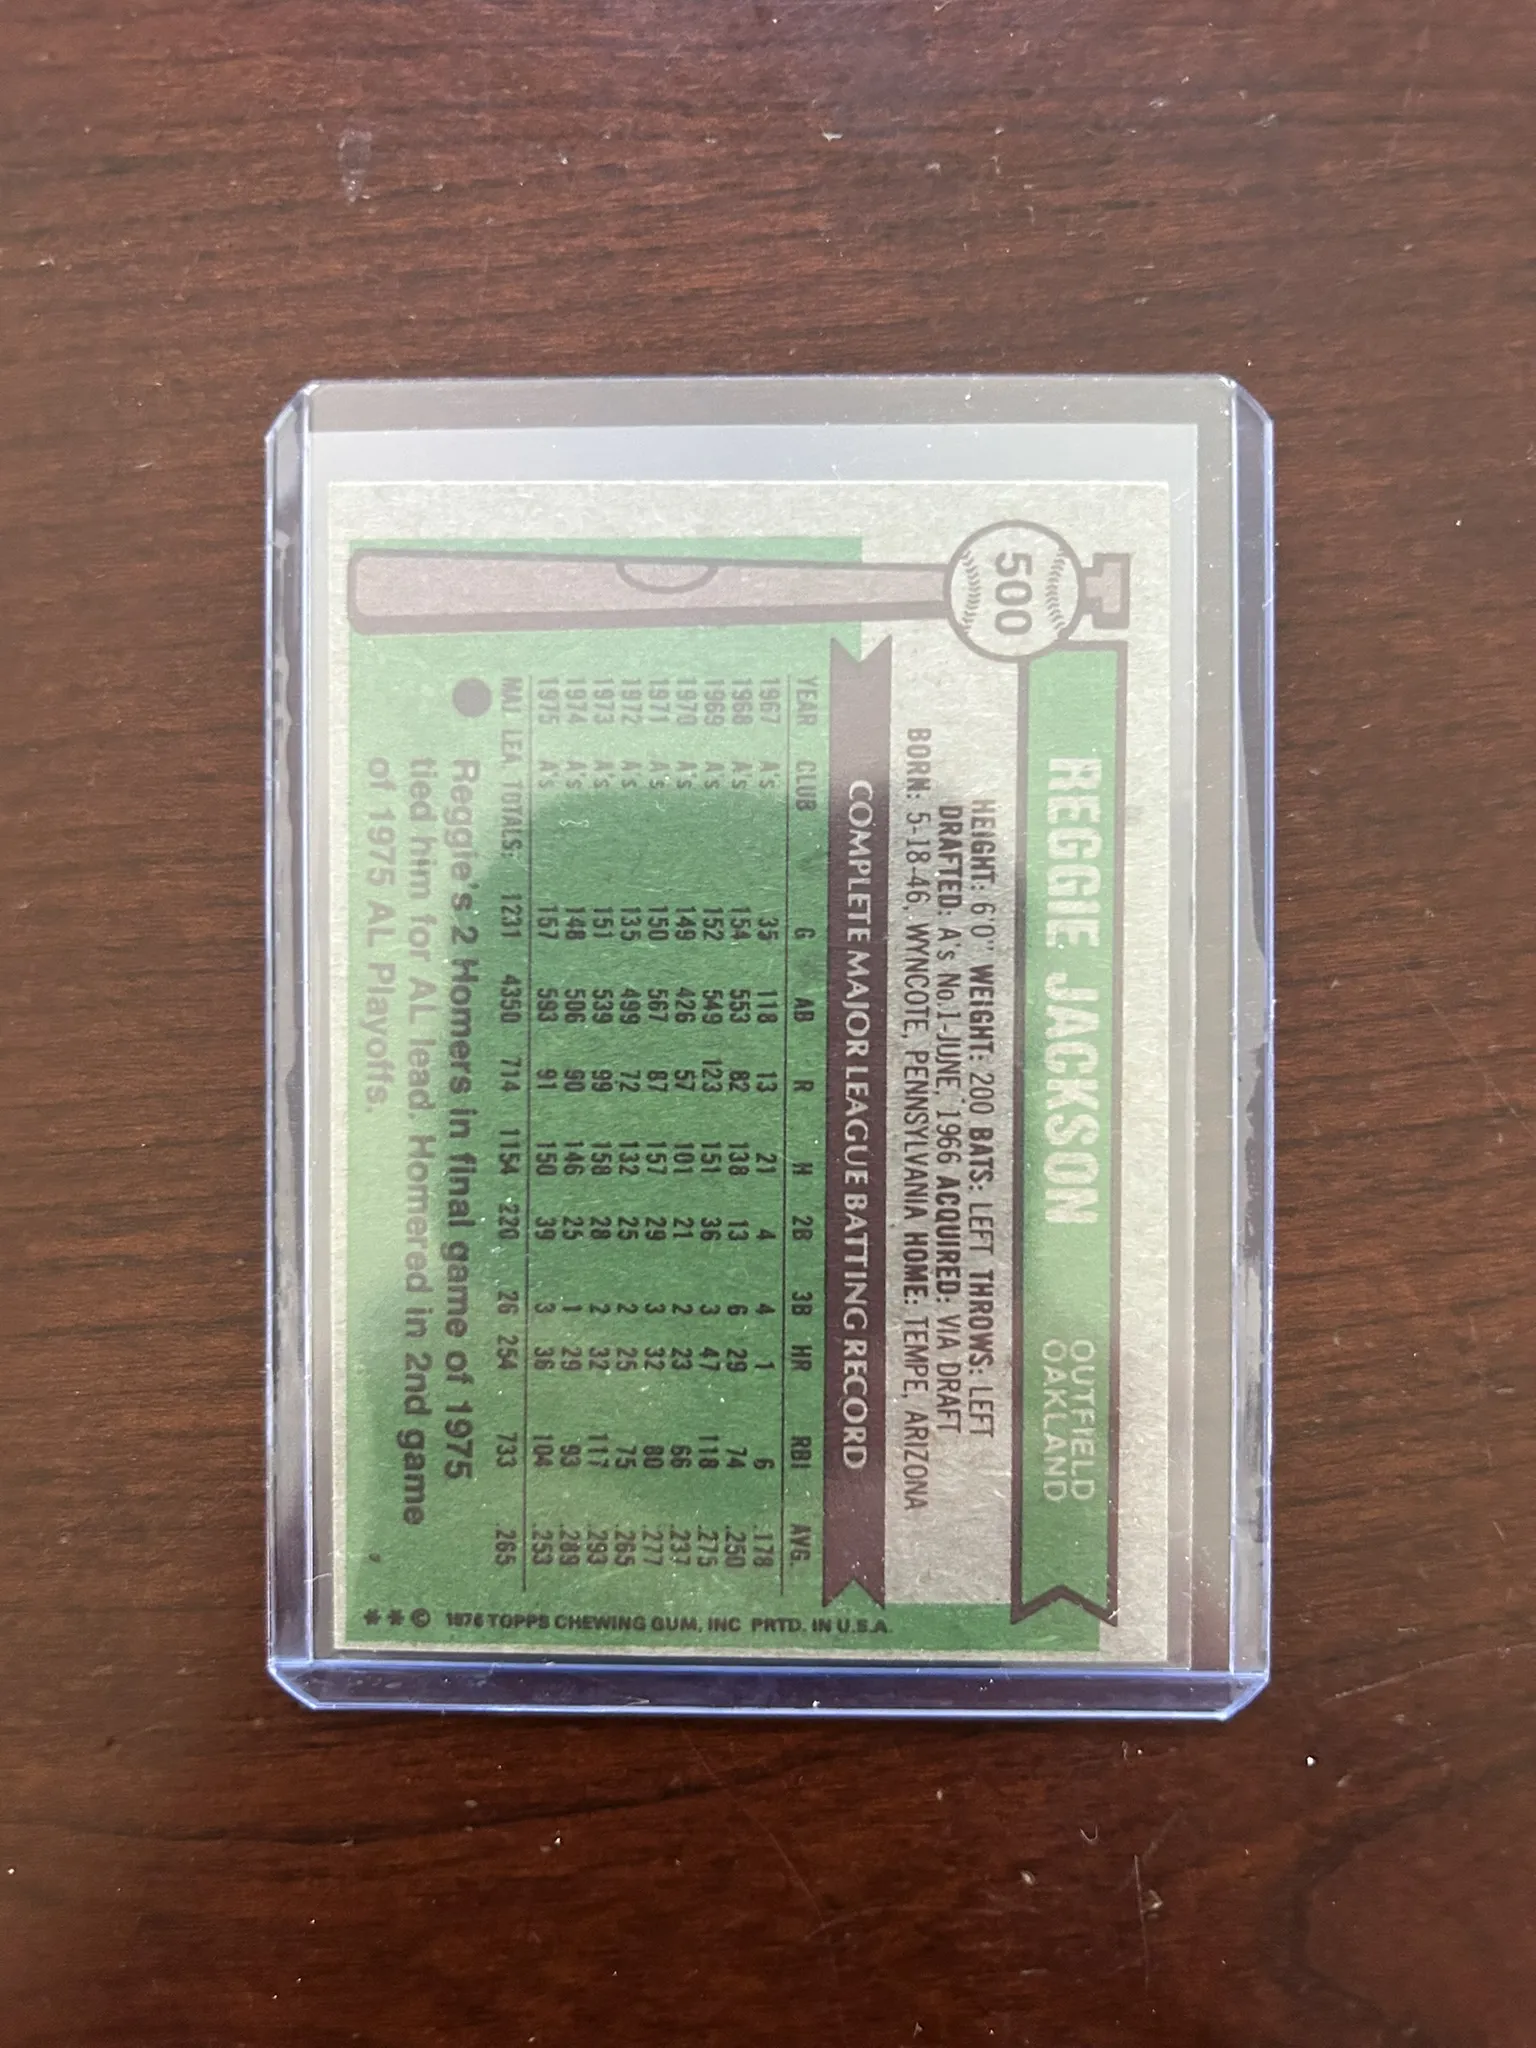 500
REGGIE JACKSON
OUTFIELD
OAKLAND
HEIGHT: 6'0" WEIGHT: 200 BATS: LEFT THROWS: LEFT
DRAFTED: A's No.1-JUNE, 1966 ACQUIRED: VIA DRAFT
BORN: 5-18-46, WYNCOTE, PENNSYLVANIA HOME: TEMPE, ARIZONA
COMPLETE MAJOR LEAGUE BATTING RECORD
YEAR CLUB G AB R H 2B 3B HR RBI AVG.
1967 A's 35 118 13 21 4 4 1 6 .178
1968 A's 154 553 82 138 13 6 29 74 .250
1969 A's 152 549 123 151 36 3 47 118 .275
1970 A's 149 426 57 101 21 2 23 66 .237
1971 A's 150 567 87 157 29 3 32 80 .277
1972 A's 135 499 72 132 25 2 25 75 .265
1973 A's 151 539 99 158 28 2 32 117 .293
1974 A's 148 506 90 146 25 1 29 93 .289
1975 A's 157 593 91 150 39 3 36 104 .253
MAJ. LEA. TOTALS: 1231 4350 714 1154 220 26 254 733 .265
Reggie's 2 Homers in final game of 1975
tied him for AL lead. Homered in 2nd game
of 1975 AL Playoffs.
* * © 1976 TOPPS CHEWING GUM, INC PRTD. IN U.S.A.